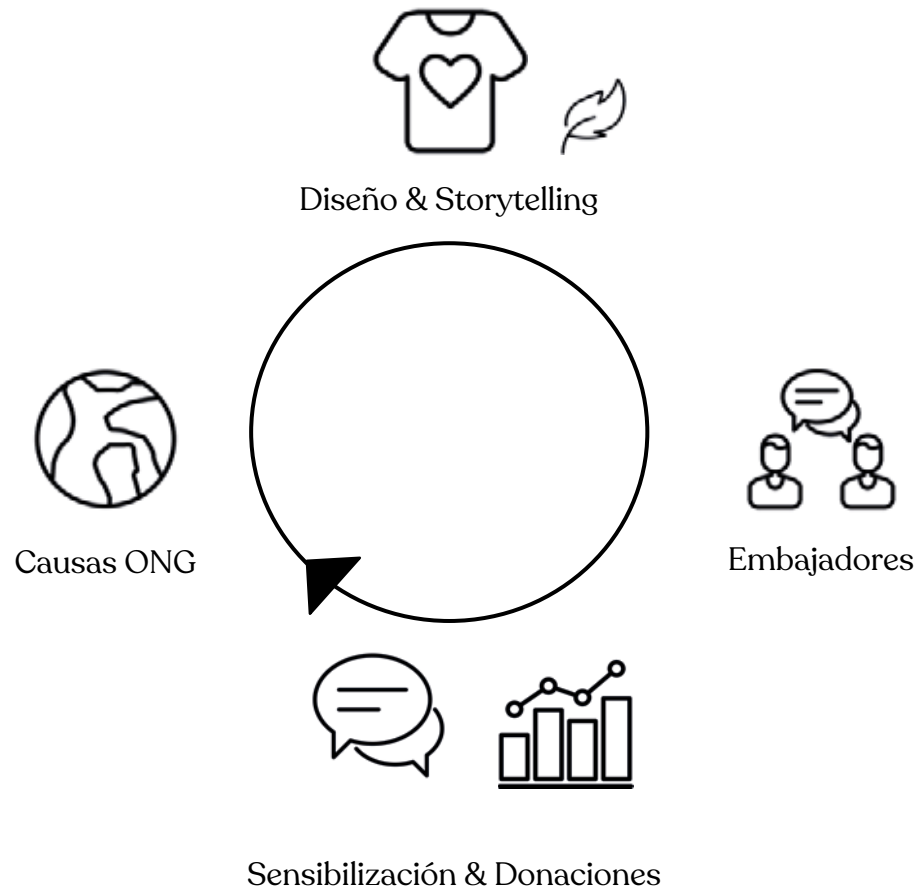 Diseño & Storytelling
Causas ONG
Embajadores
Sensibilización & Donaciones